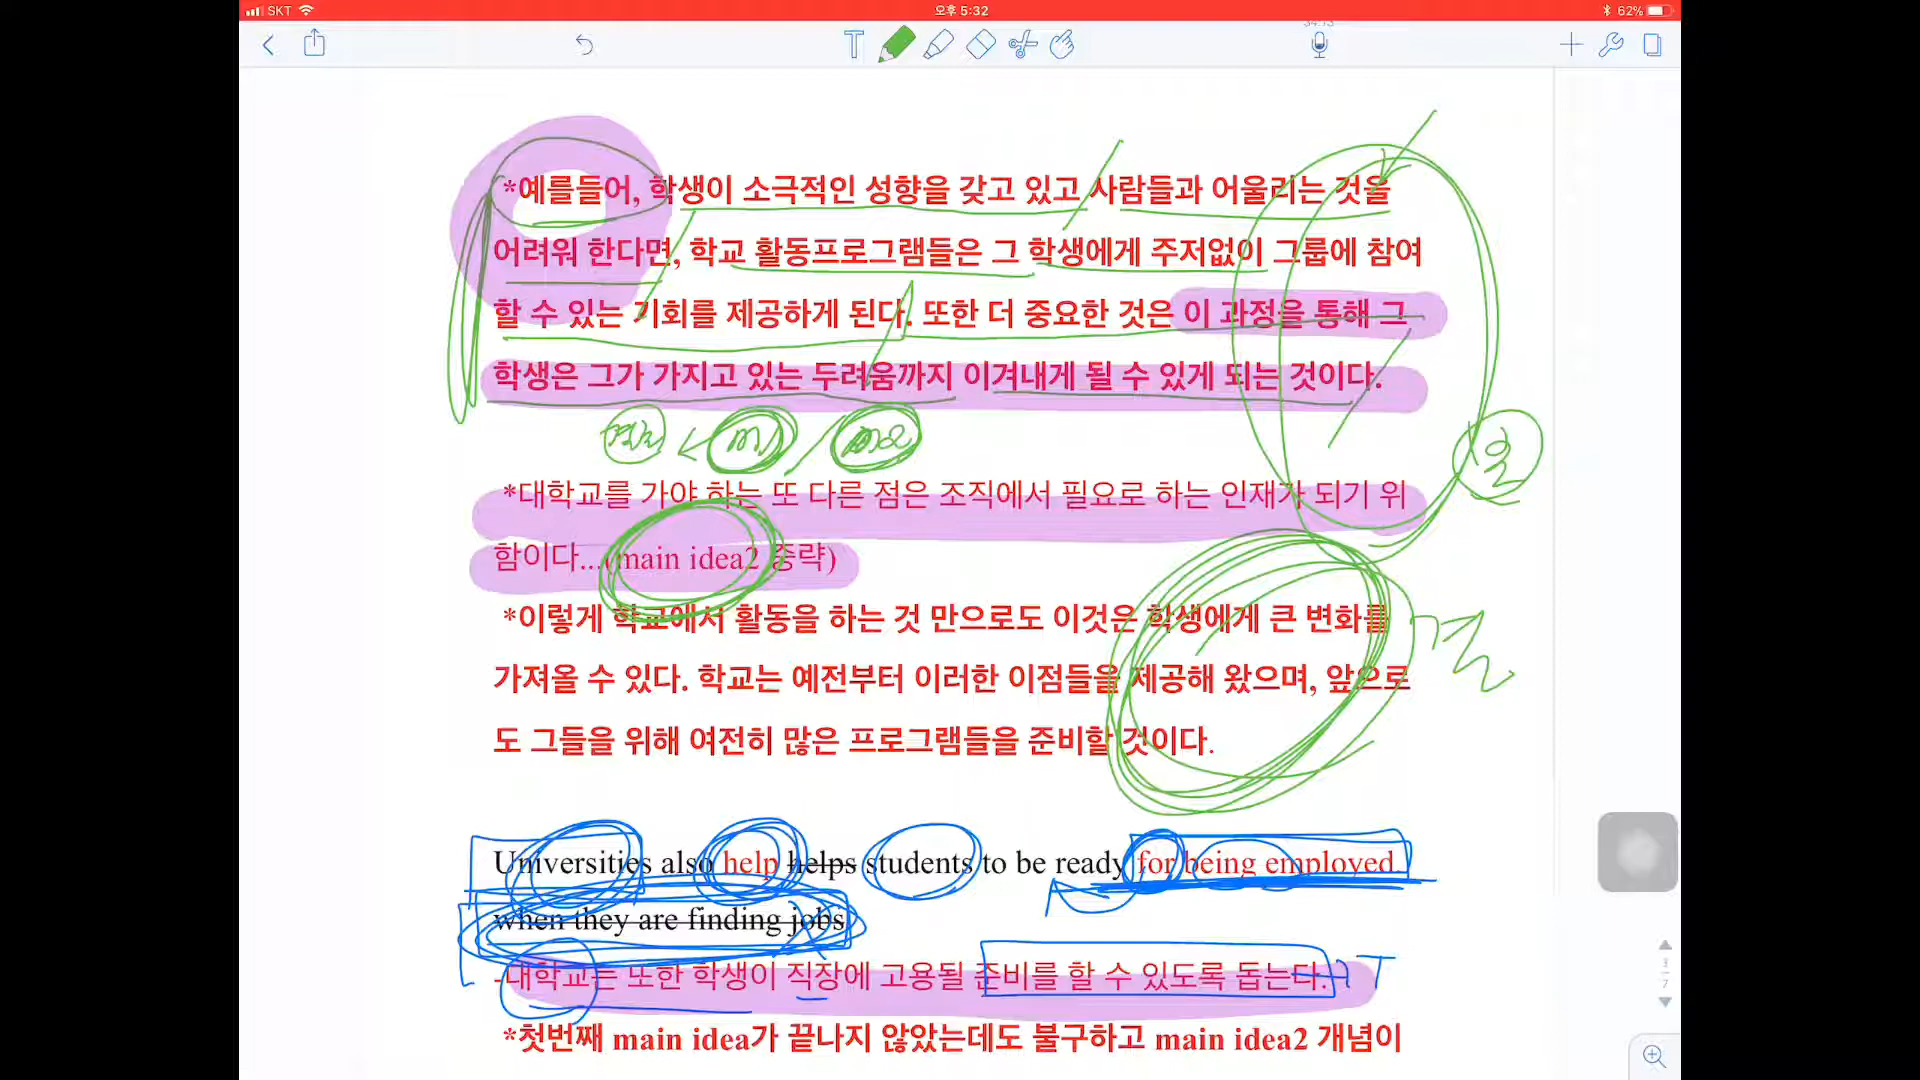 SKT 오후 5:32 62%
*예를들어, 학생이 소극적인 성향을 갖고 있고 사람들과 어울리는 것을
어려워 한다면, 학교 활동프로그램들은 그 학생에게 주저없이 그룹에 참여
할 수 있는 기회를 제공하게 된다. 또한 더 중요한 것은 이 과정을 통해 그
학생은 그가 가지고 있는 두려움까지 이겨내게 될 수 있게 되는 것이다.
m1 m2
*대학교를 가야 하는 또 다른 점은 조직에서 필요로 하는 인재가 되기 위
함이다...(main idea2 중략)
*이렇게 학교에서 활동을 하는 것 만으로도 이것은 학생에게 큰 변화를
가져올 수 있다. 학교는 예전부터 이러한 이점들을 제공해 왔으며, 앞으로
도 그들을 위해 여전히 많은 프로그램들을 준비할 것이다.
Universities also help helps students to be ready for being employed.
when they are finding jobs
-대학교는 또한 학생이 직장에 고용될 준비를 할 수 있도록 돕는다. T
*첫번째 main idea가 끝나지 않았는데도 불구하고 main idea2 개념이